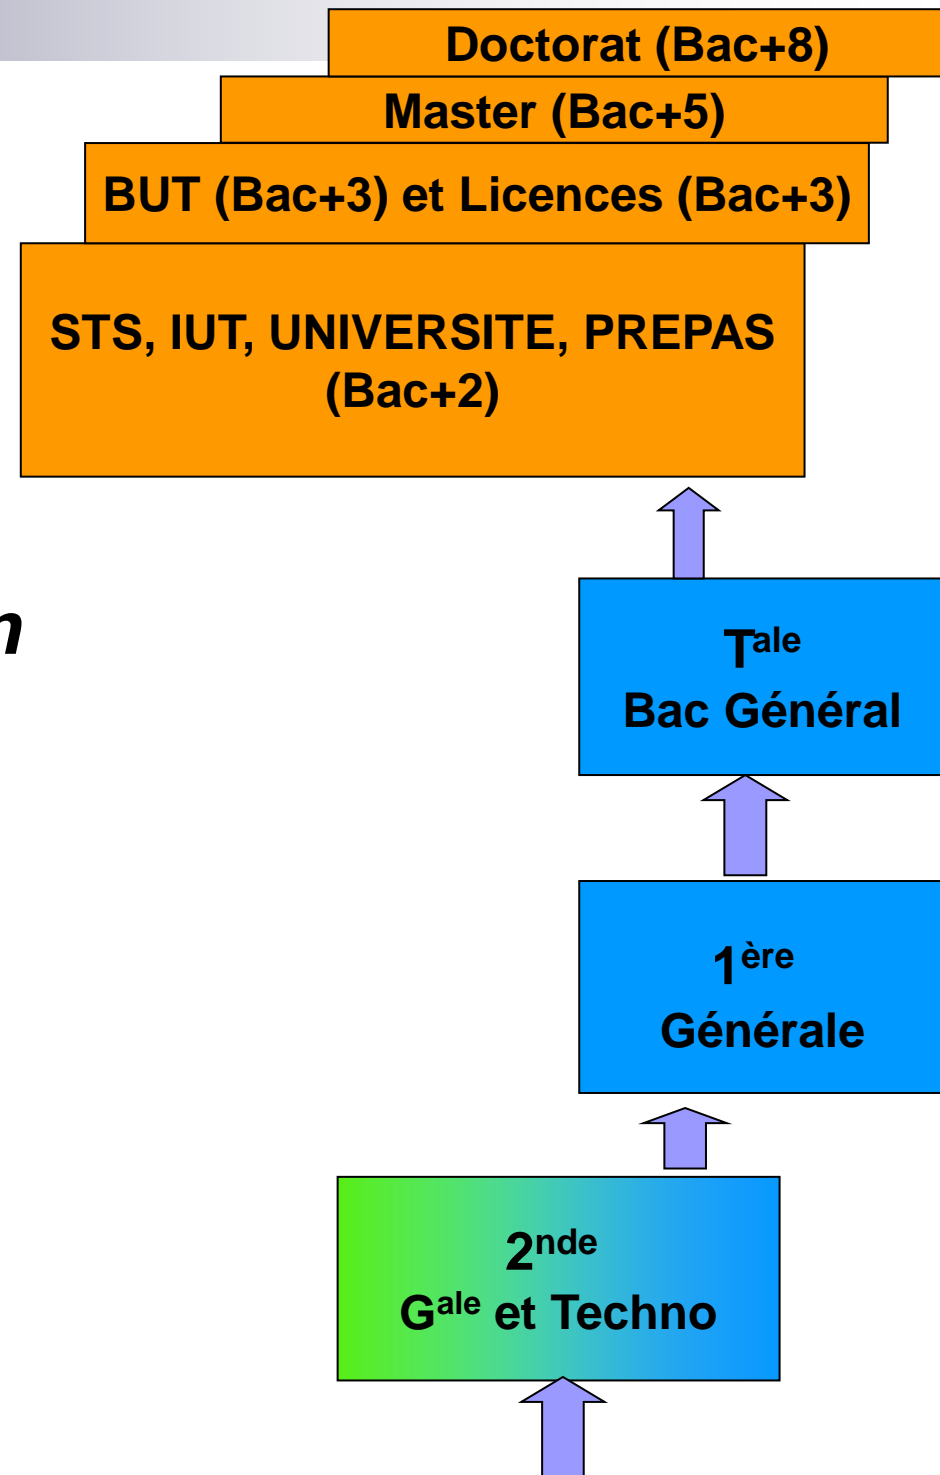 Doctorat (Bac+8)
Master (Bac+5)
BUT (Bac+3) et Licences (Bac+3)
STS, IUT, UNIVERSITE, PREPAS
(Bac+2)
n
Tale
Bac Général
1ère
Générale
2nde
Gale et Techno